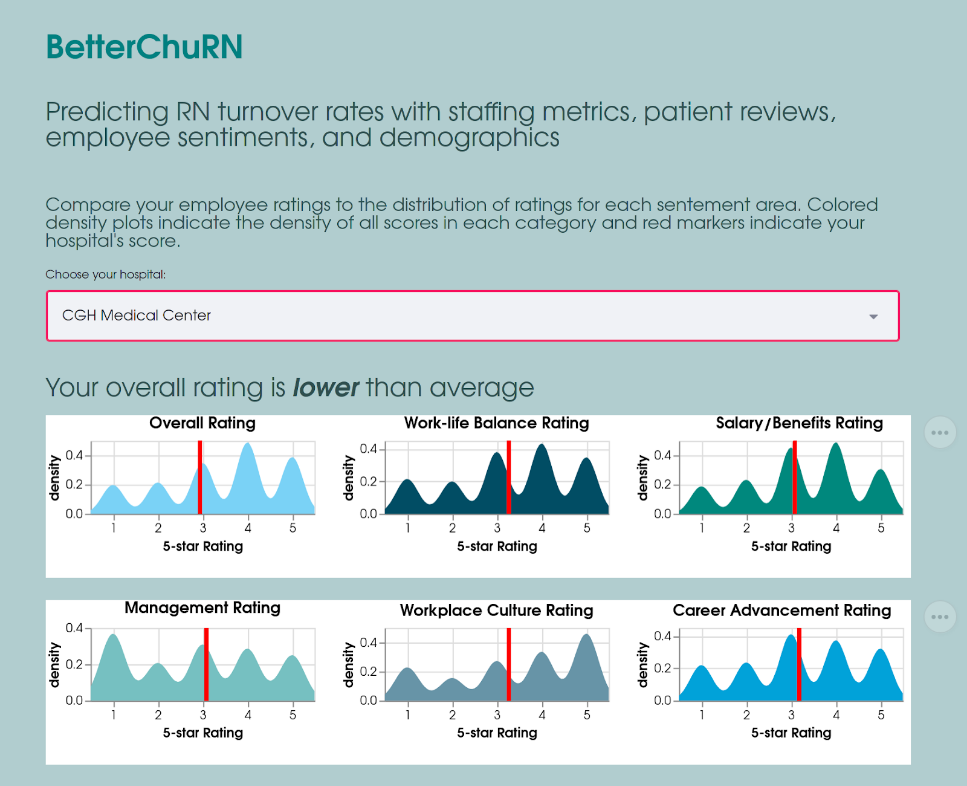 BetterChuRN
Predicting RN turnover rates with staffing metrics, patient reviews,
employee sentiments, and demographics
Compare your employee ratings to the distribution of ratings for each sentement area. Colored
density plots indicate the density of all scores in each category and red markers indicate your
hospital's score.
Choose your hospital:
CGH Medical Center
Your overall rating is lower than average
Overall Rating
density
0.4
0.2
0.0
1 2 3 4 5
5-star Rating
Work-life Balance Rating
density
0.4
0.2
0.0
1 2 3 4 5
5-star Rating
Salary/Benefits Rating
density
0.4
0.2
0.0
1 2 3 4 5
5-star Rating
Management Rating
density
0.4
0.2
0.0
1 2 3 4 5
5-star Rating
Workplace Culture Rating
density
0.4
0.2
0.0
1 2 3 4 5
5-star Rating
Career Advancement Rating
density
0.4
0.2
0.0
1 2 3 4 5
5-star Rating